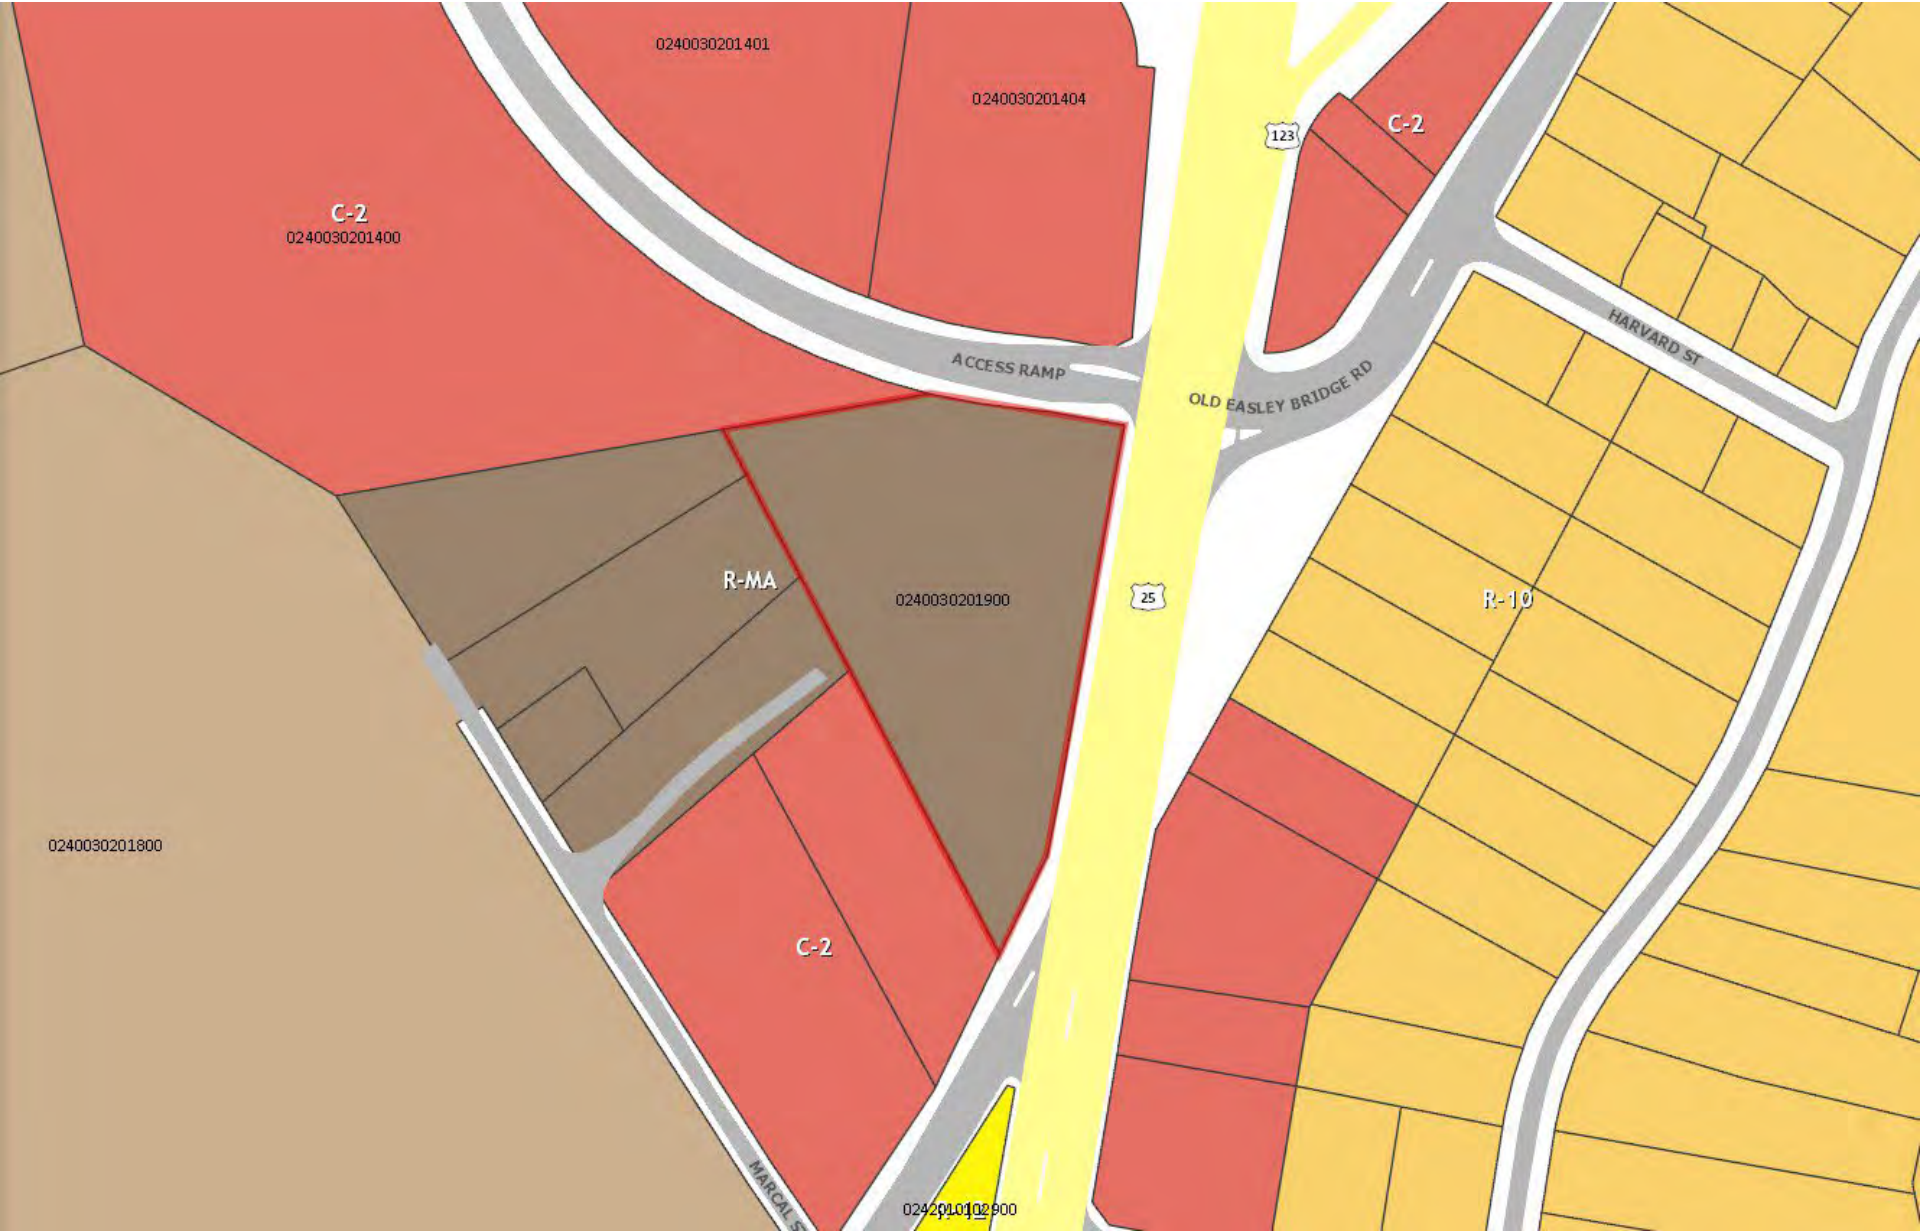 0240030201401
0240030201404
C-2
123
C-2
0240030201400
HARVARD ST
ACCESS RAMP
OLD EASLEY BRIDGE RD
R-MA
0240030201900
25
R-10
0240030201800
C-2
MARCAL